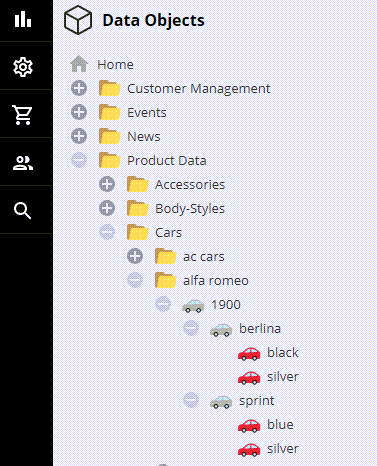 Data Objects
Home
Customer Management
Events
News
Product Data
Accessories
Body-Styles
Cars
ac cars
alfa romeo
1900
berlina
black
silver
sprint
blue
silver